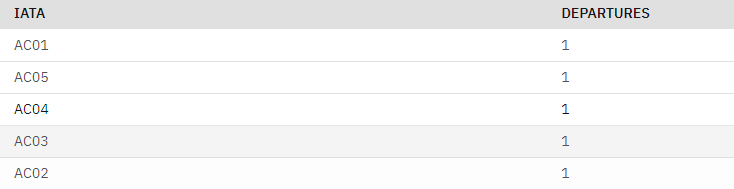 IATA DEPARTURES
AC01 1
AC05 1
AC04 1
AC03 1
AC02 1